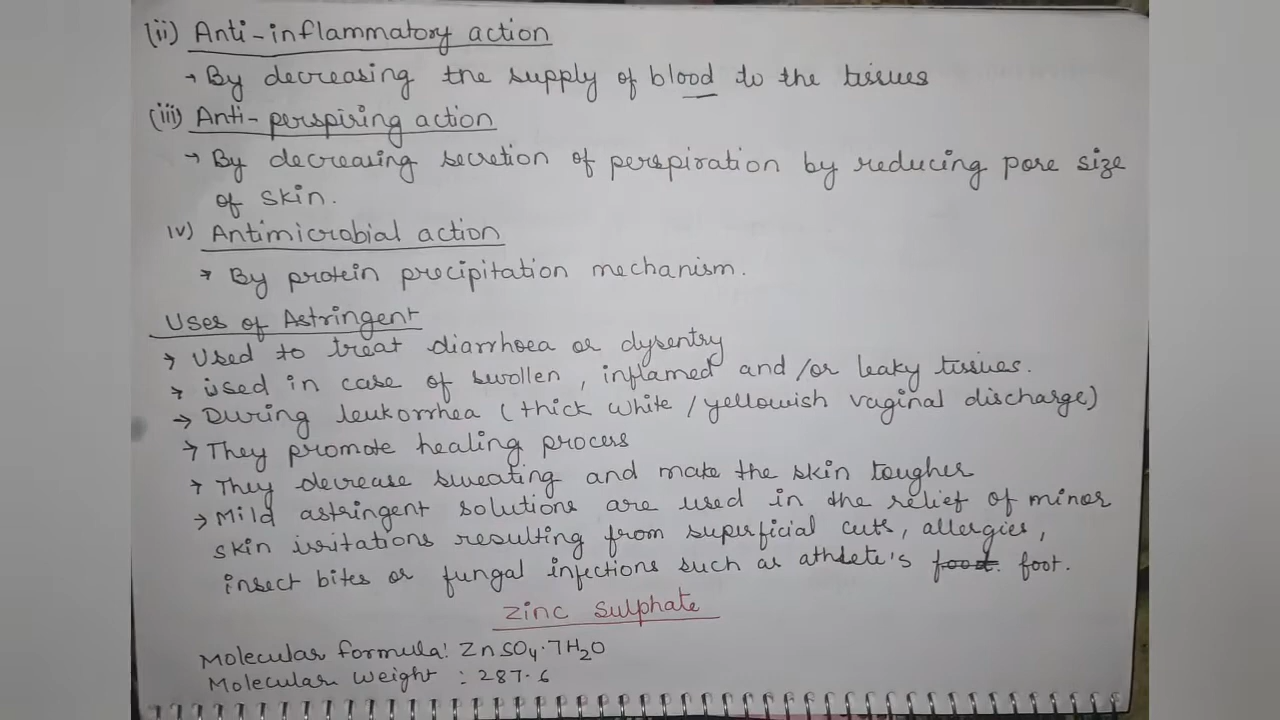 (ii) Anti-inflammatory action
→ By decreasing the supply of blood to the tissues
(iii) Anti-perspiring action
→ By decreasing secretion of perspiration by reducing pore size
of skin.
iv) Antimicrobial action
→ By protein precipitation mechanism.
Uses of Astringent
→ Used to treat diarrhoea or dysentry
→ Used in case of swollen, inflamed and/or leaky tissues.
→ During leukorrhea (thick white/yellowish vaginal discharge)
→ They promote healing process
→ They decrease sweating and make the skin tougher
→ Mild astringent solutions are used in the relief of minor
skin irritations resulting from superficial cuts, allergies,
insect bites or fungal infections such as athlete's foot. foot.
Zinc Sulphate
Molecular formula: ZnSO₄·7H₂O
Molecular weight : 287.6